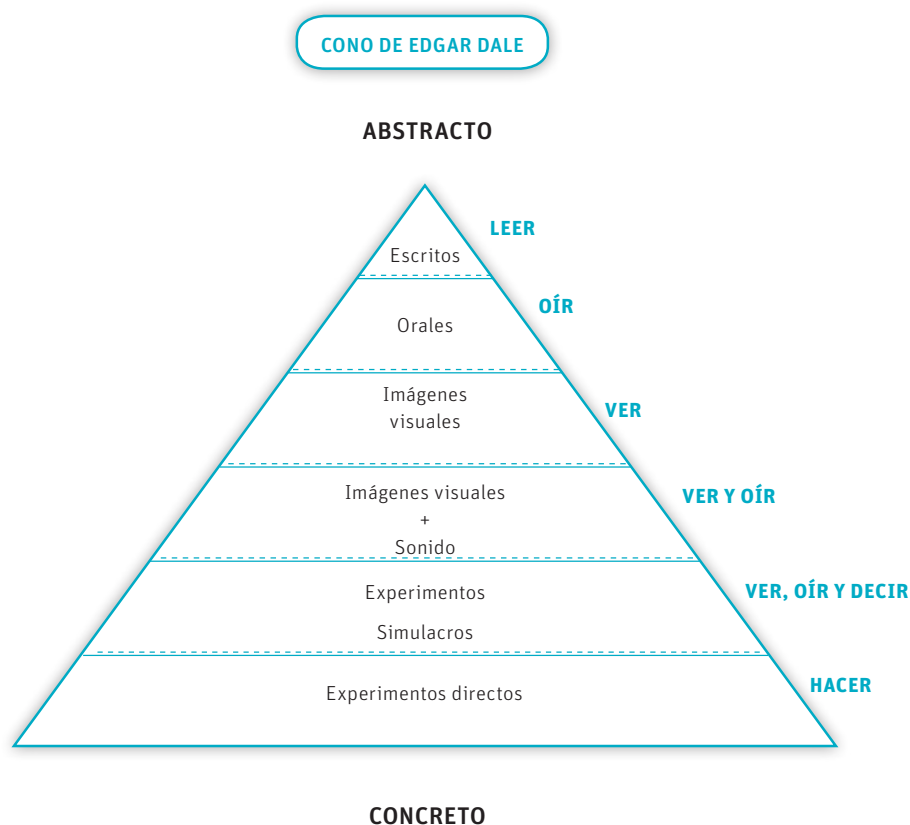 CONO DE EDGAR DALE
ABSTRACTO
LEER
Escritos
OÍR
Orales
Imágenes
visuales
VER
Imágenes visuales
+
Sonido
VER Y OÍR
Experimentos
Simulacros
VER, OÍR Y DECIR
Experimentos directos
HACER
CONCRETO